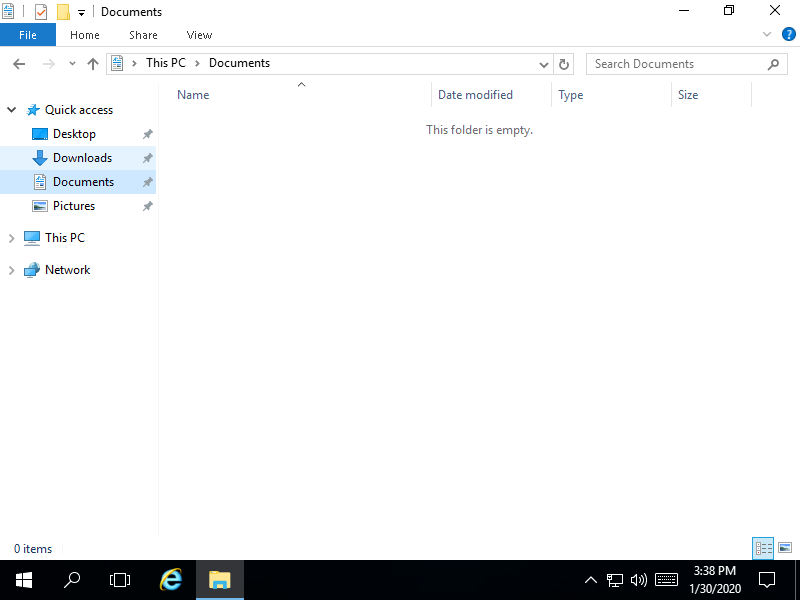 Documents
File Home Share View
This PC Documents
Search Documents
Name Date modified Type Size
This folder is empty.
Quick access
Desktop
Downloads
Documents
Pictures
This PC
Network
0 items
3:38 PM
1/30/2020